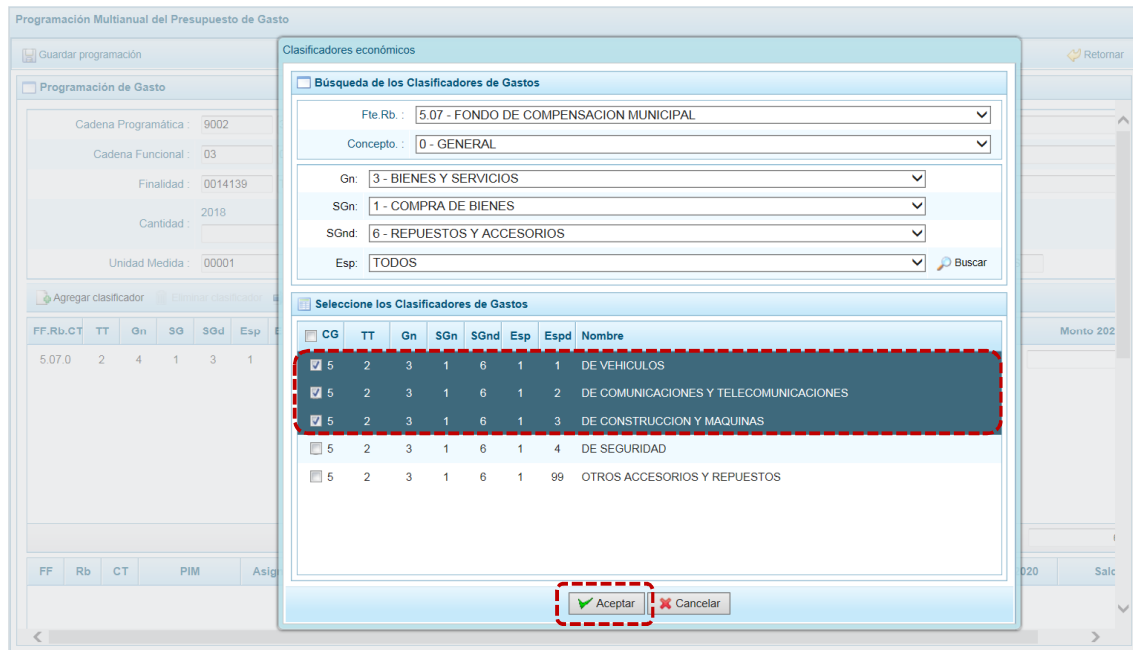 Programación Multianual del Presupuesto de Gasto
Guardar programación
Retornar
Programación de Gasto
Cadena Programática : 9002
Cadena Funcional : 03
Finalidad : 0014139
2018
Cantidad :
Unidad Medida : 00001
Agregar clasificador Eliminar clasificador
FF.Rb.CT TT Gn SG SGd Esp
Monto 202
5.07.0 2 4 1 3 1
FF Rb CT PIM Asig
2020 Salc
Clasificadores económicos
Búsqueda de los Clasificadores de Gastos
Fte.Rb. : 5.07 - FONDO DE COMPENSACION MUNICIPAL
Concepto. : 0 - GENERAL
Gn: 3 - BIENES Y SERVICIOS
SGn: 1 - COMPRA DE BIENES
SGnd: 6 - REPUESTOS Y ACCESORIOS
Esp: TODOS Buscar
Seleccione los Clasificadores de Gastos
CG TT Gn SGn SGnd Esp Espd Nombre
5 2 3 1 6 1 1 DE VEHICULOS
5 2 3 1 6 1 2 DE COMUNICACIONES Y TELECOMUNICACIONES
5 2 3 1 6 1 3 DE CONSTRUCCION Y MAQUINAS
5 2 3 1 6 1 4 DE SEGURIDAD
5 2 3 1 6 1 99 OTROS ACCESORIOS Y REPUESTOS
Aceptar Cancelar